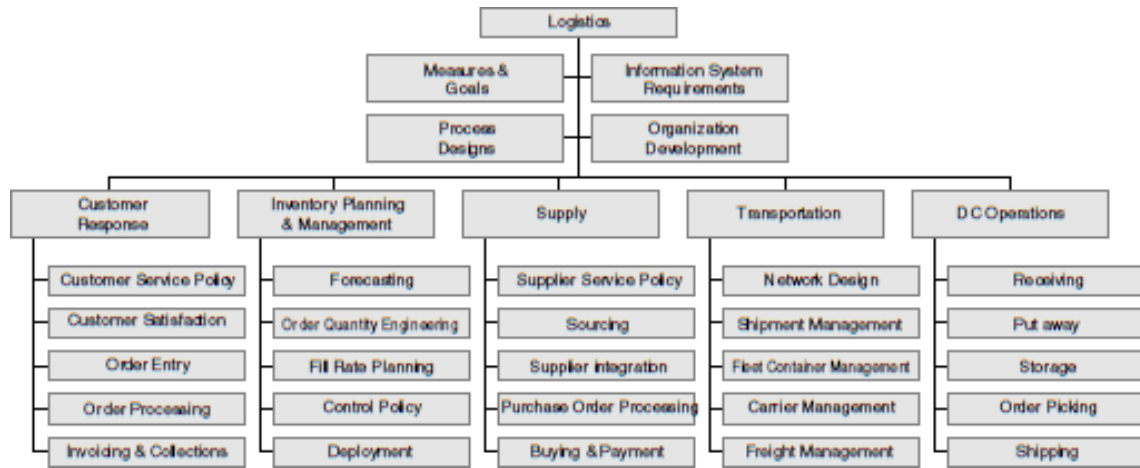 Logistics
Measures &
Goals
Information System
Requirements
Process
Designs
Organization
Development
Customer
Response
Inventory Planning
& Management
Supply
Transportation
DC Operations
Customer Service Policy
Customer Satisfaction
Order Entry
Order Processing
Invoicing & Collections
Forecasting
Order Quantity Engineering
Fill Rate Planning
Control Policy
Deployment
Supplier Service Policy
Sourcing
Supplier integration
Purchase Order Processing
Buying & Payment
Network Design
Shipment Management
Fleet Container Management
Carrier Management
Freight Management
Receiving
Put away
Storage
Order Picking
Shipping